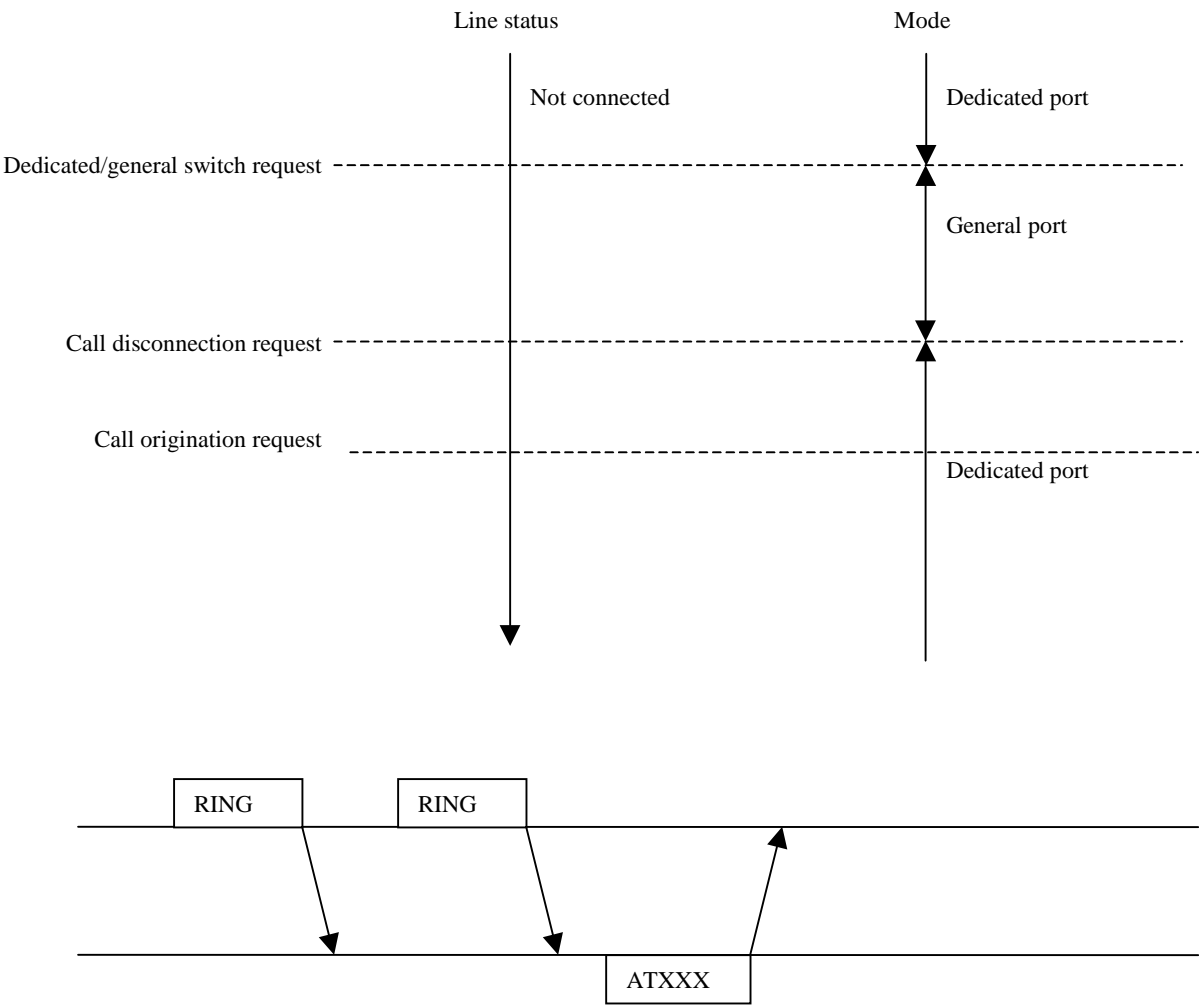 Line status
Mode
Not connected
Dedicated port
Dedicated/general switch request
General port
Call disconnection request
Call origination request
Dedicated port
RING
RING
ATXXX